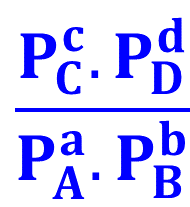 P_C^c . P_D^d
P_A^a . P_B^b